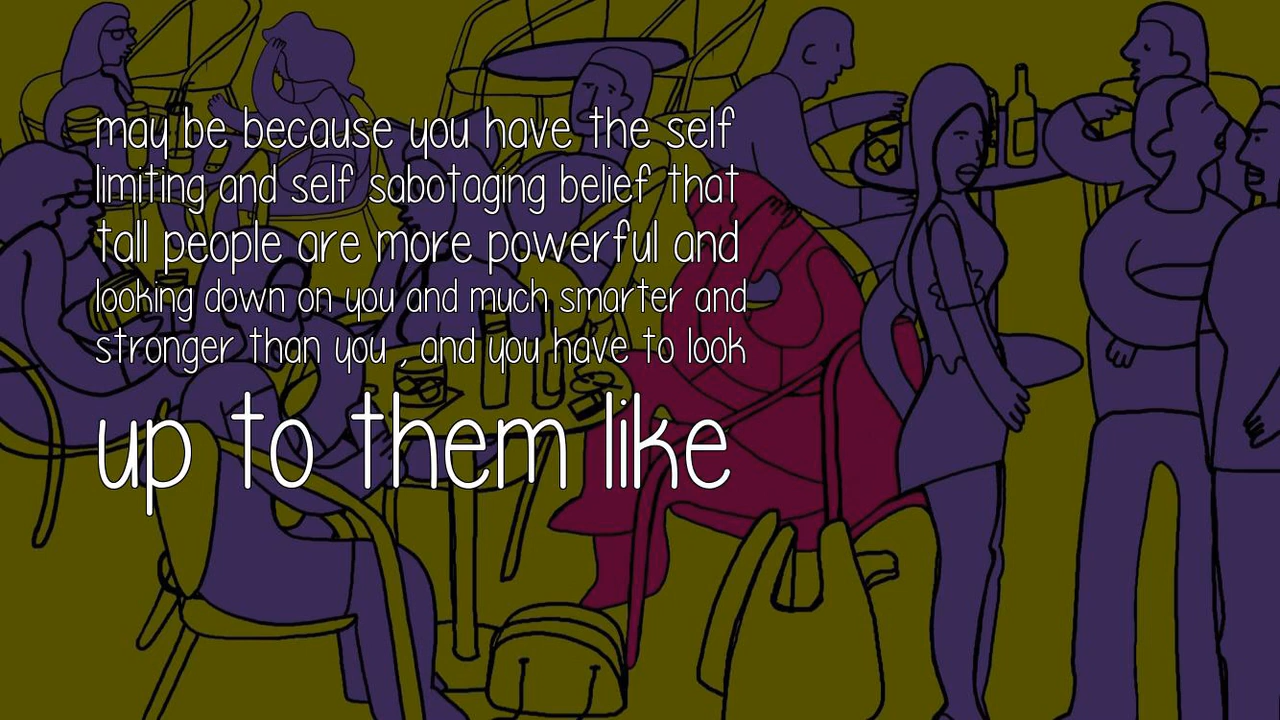 may be because you have the self
limiting and self sabotaging belief that
tall people are more powerful and
looking down on you and much smarter and
stronger than you , and you have to look
up to them like